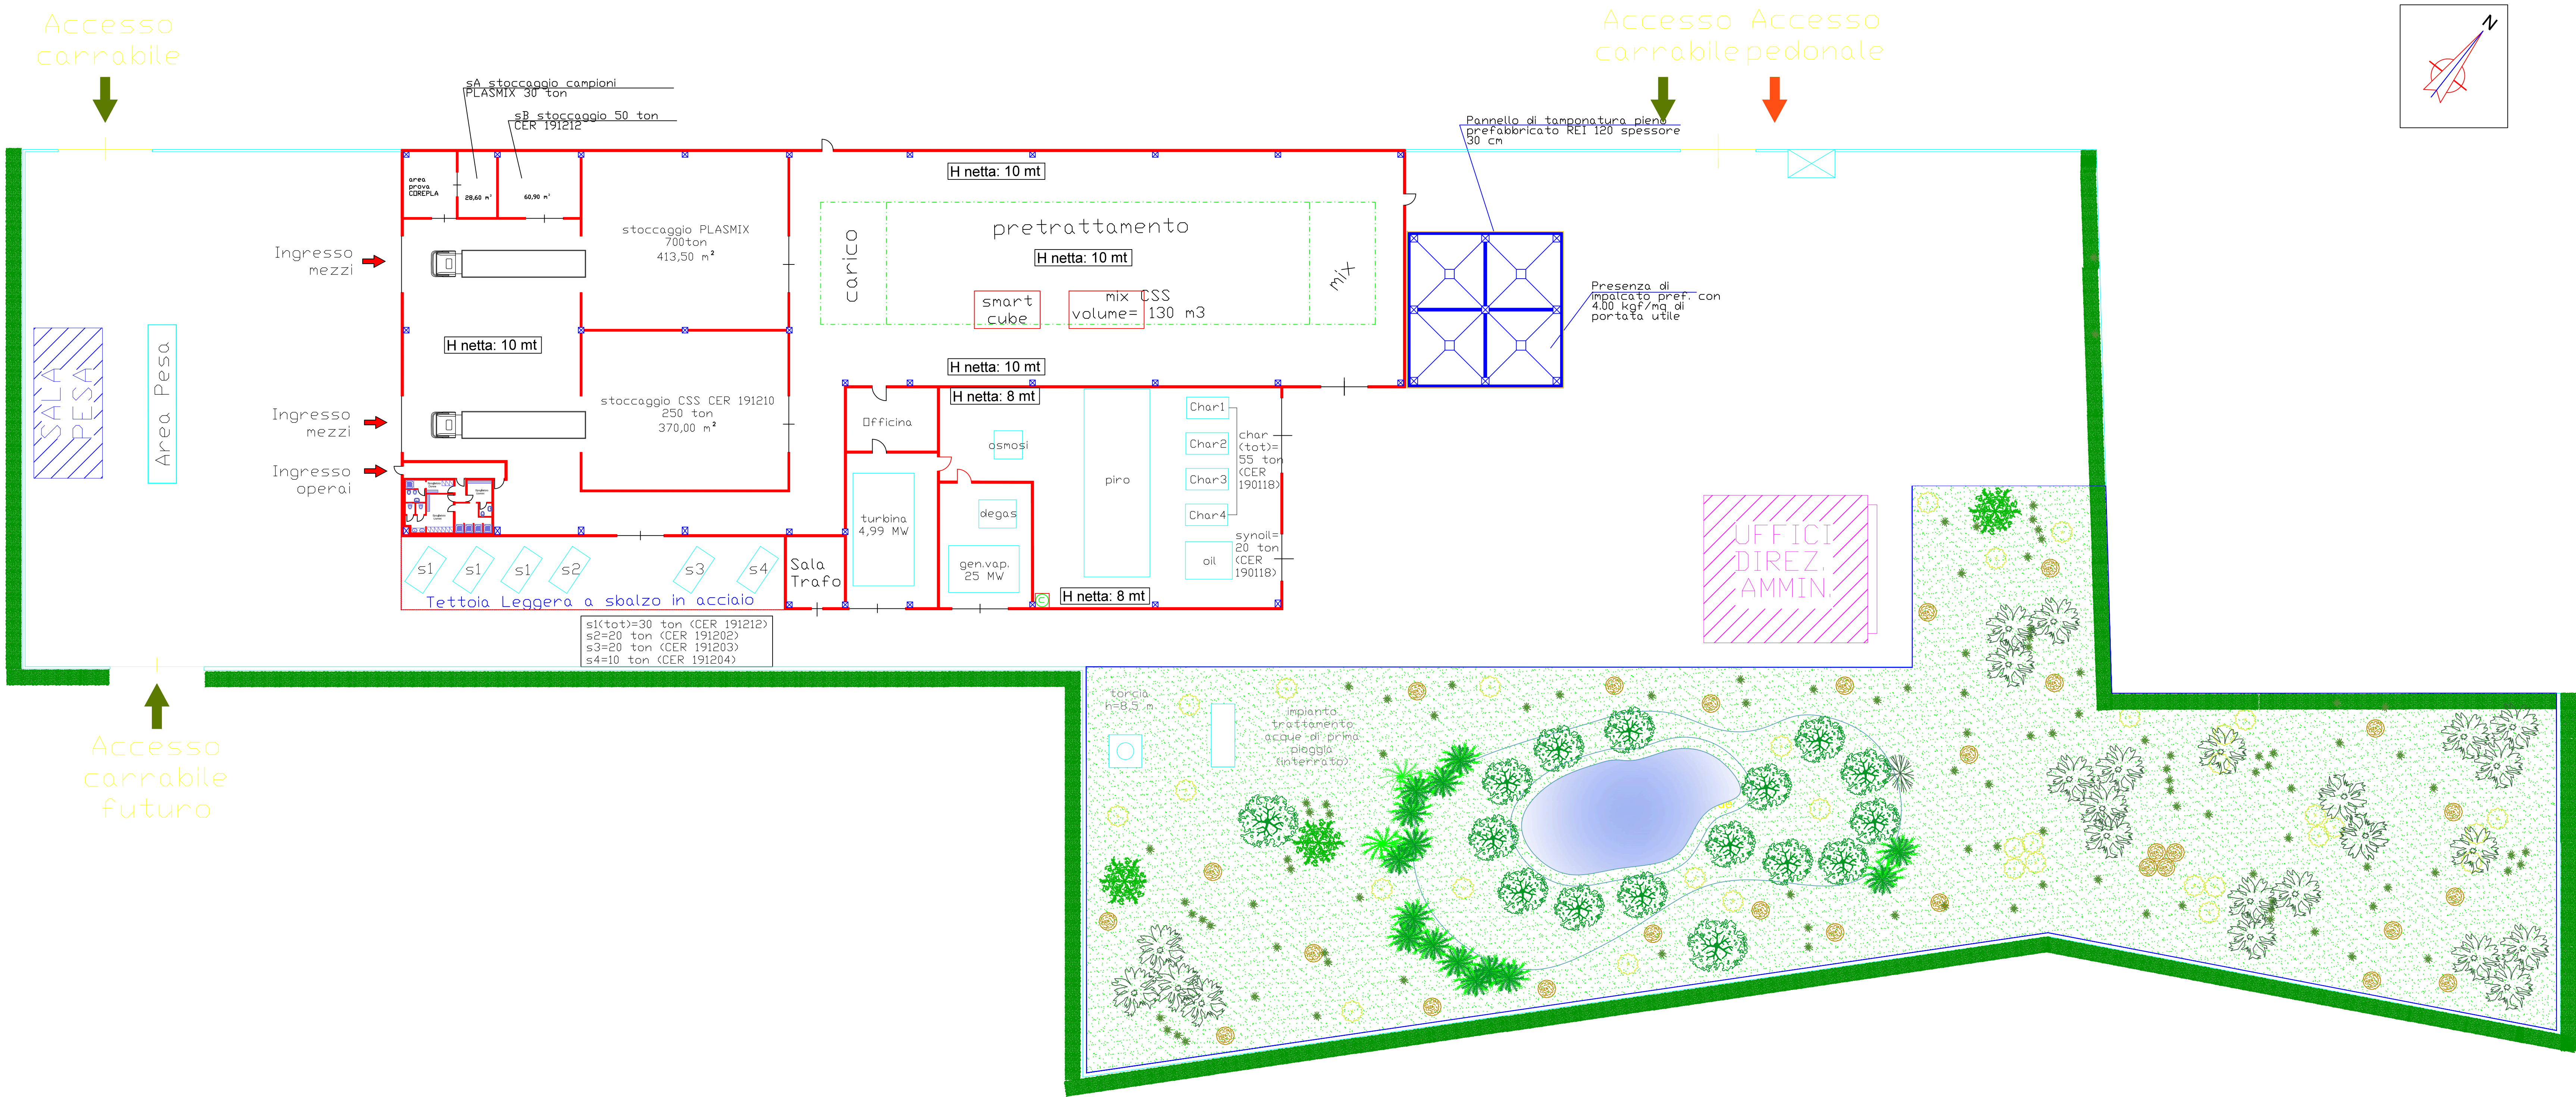 Accesso
carrabile
Accesso
carrabile
Accesso
pedonale
N
sA stoccaggio campioni
PLASMIX 30 ton
sB stoccaggio 50 ton
CER 191212
Pannello di tamponatura pieno
prefabbricato REI 120 spessore
30 cm
area
prova
COREPLA
28,60 m²
60,90 m²
H netta: 10 mt
stoccaggio PLASMIX
700ton
413,50 m²
carico
pretrattamento
H netta: 10 mt
mix
smart
cube
mix CSS
volume= 130 m3
Ingresso
mezzi
Presenza di
impalcato pref. con
4.00 kgf/mq di
portata utile
SALA
PESA
Area Pesa
H netta: 10 mt
H netta: 10 mt
H netta: 8 mt
stoccaggio CSS CER 191210
250 ton
370,00 m²
Ingresso
mezzi
Ingresso
operai
Officina
osmosi
piro
Char1
Char2
Char3
Char4
char
(tot)=
55 ton
(CER
190118)
turbina
4,99 MW
degas
gen.vap.
25 MW
oil
synoil=
20 ton
(CER
190118)
UFFICI
DIREZ.
AMMIN.
s1
s1
s1
s2
s3
s4
Sala
Trafo
Tettoia Leggera a sbalzo in acciaio
C
H netta: 8 mt
s1(tot)=30 ton (CER 191212)
s2=20 ton (CER 191202)
s3=20 ton (CER 191203)
s4=10 ton (CER 191204)
torcia
h=8,5 m
impianto
trattamento
acque di prima
pioggia
(interrato)
Accesso
carrabile
futuro